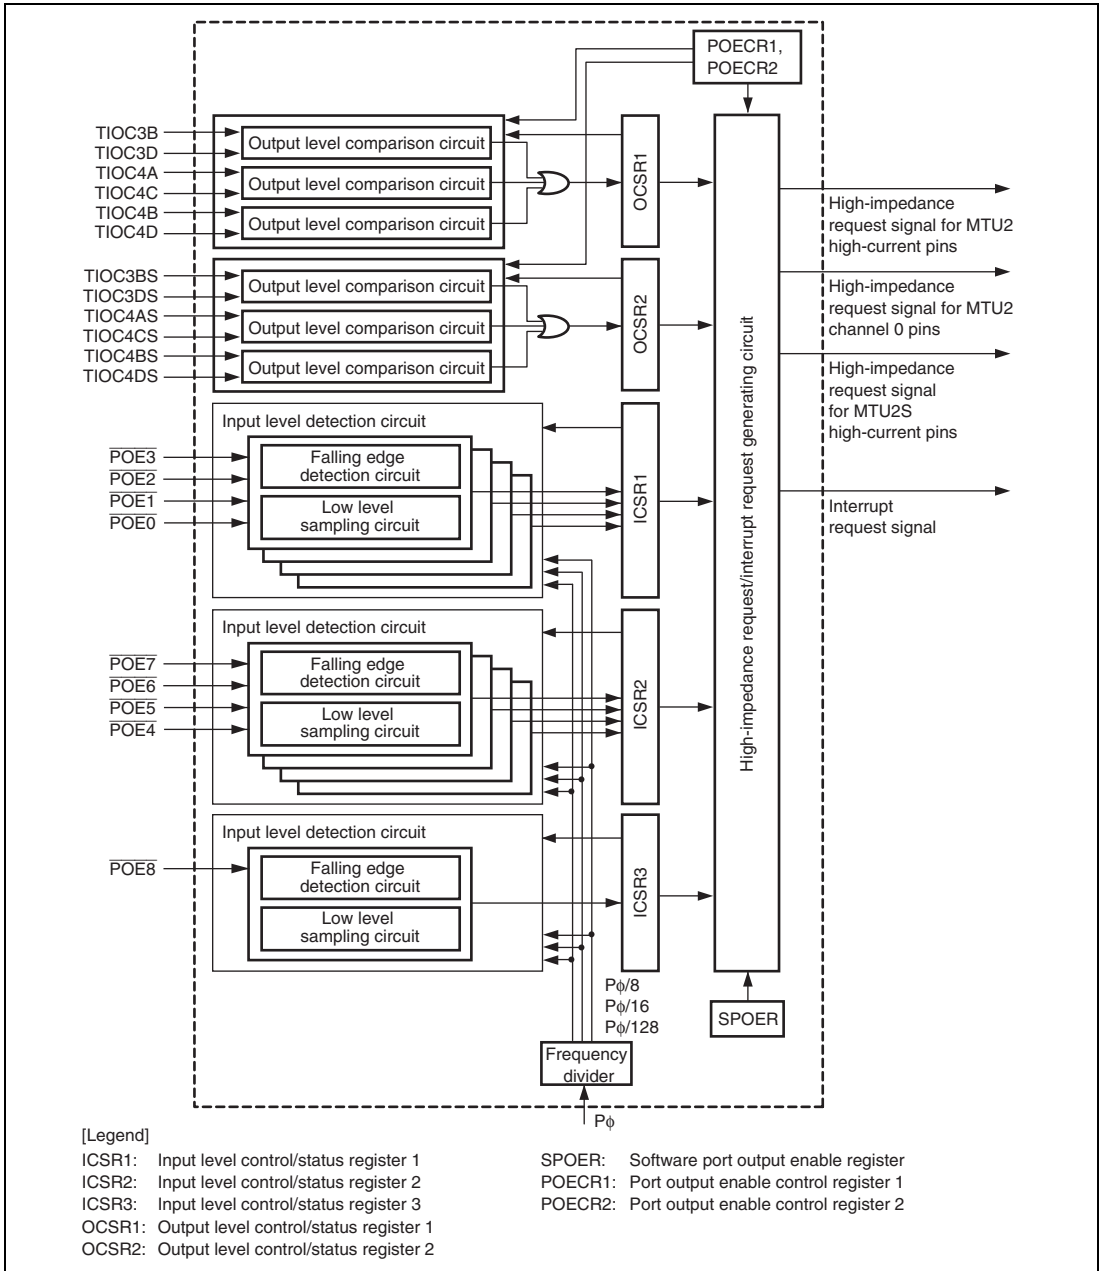 POECR1,
POECR2
TIOC3B
TIOC3D
TIOC4A
TIOC4C
TIOC4B
TIOC4D
Output level comparison circuit
Output level comparison circuit
Output level comparison circuit
OCSR1
TIOC3BS
TIOC3DS
TIOC4AS
TIOC4CS
TIOC4BS
TIOC4DS
Output level comparison circuit
Output level comparison circuit
Output level comparison circuit
OCSR2
Input level detection circuit
POE3
POE2
POE1
POE0
Falling edge
detection circuit
Low level
sampling circuit
ICSR1
Input level detection circuit
POE7
POE6
POE5
POE4
Falling edge
detection circuit
Low level
sampling circuit
ICSR2
Input level detection circuit
POE8
Falling edge
detection circuit
Low level
sampling circuit
ICSR3
High-impedance request/interrupt request generating circuit
High-impedance
request signal for MTU2
high-current pins
High-impedance
request signal for MTU2
channel 0 pins
High-impedance
request signal
for MTU2S
high-current pins
Interrupt
request signal
Pϕ/8
Pϕ/16
Pϕ/128
SPOER
Frequency
divider
Pϕ
[Legend]
ICSR1: Input level control/status register 1
ICSR2: Input level control/status register 2
ICSR3: Input level control/status register 3
OCSR1: Output level control/status register 1
OCSR2: Output level control/status register 2
SPOER: Software port output enable register
POECR1: Port output enable control register 1
POECR2: Port output enable control register 2